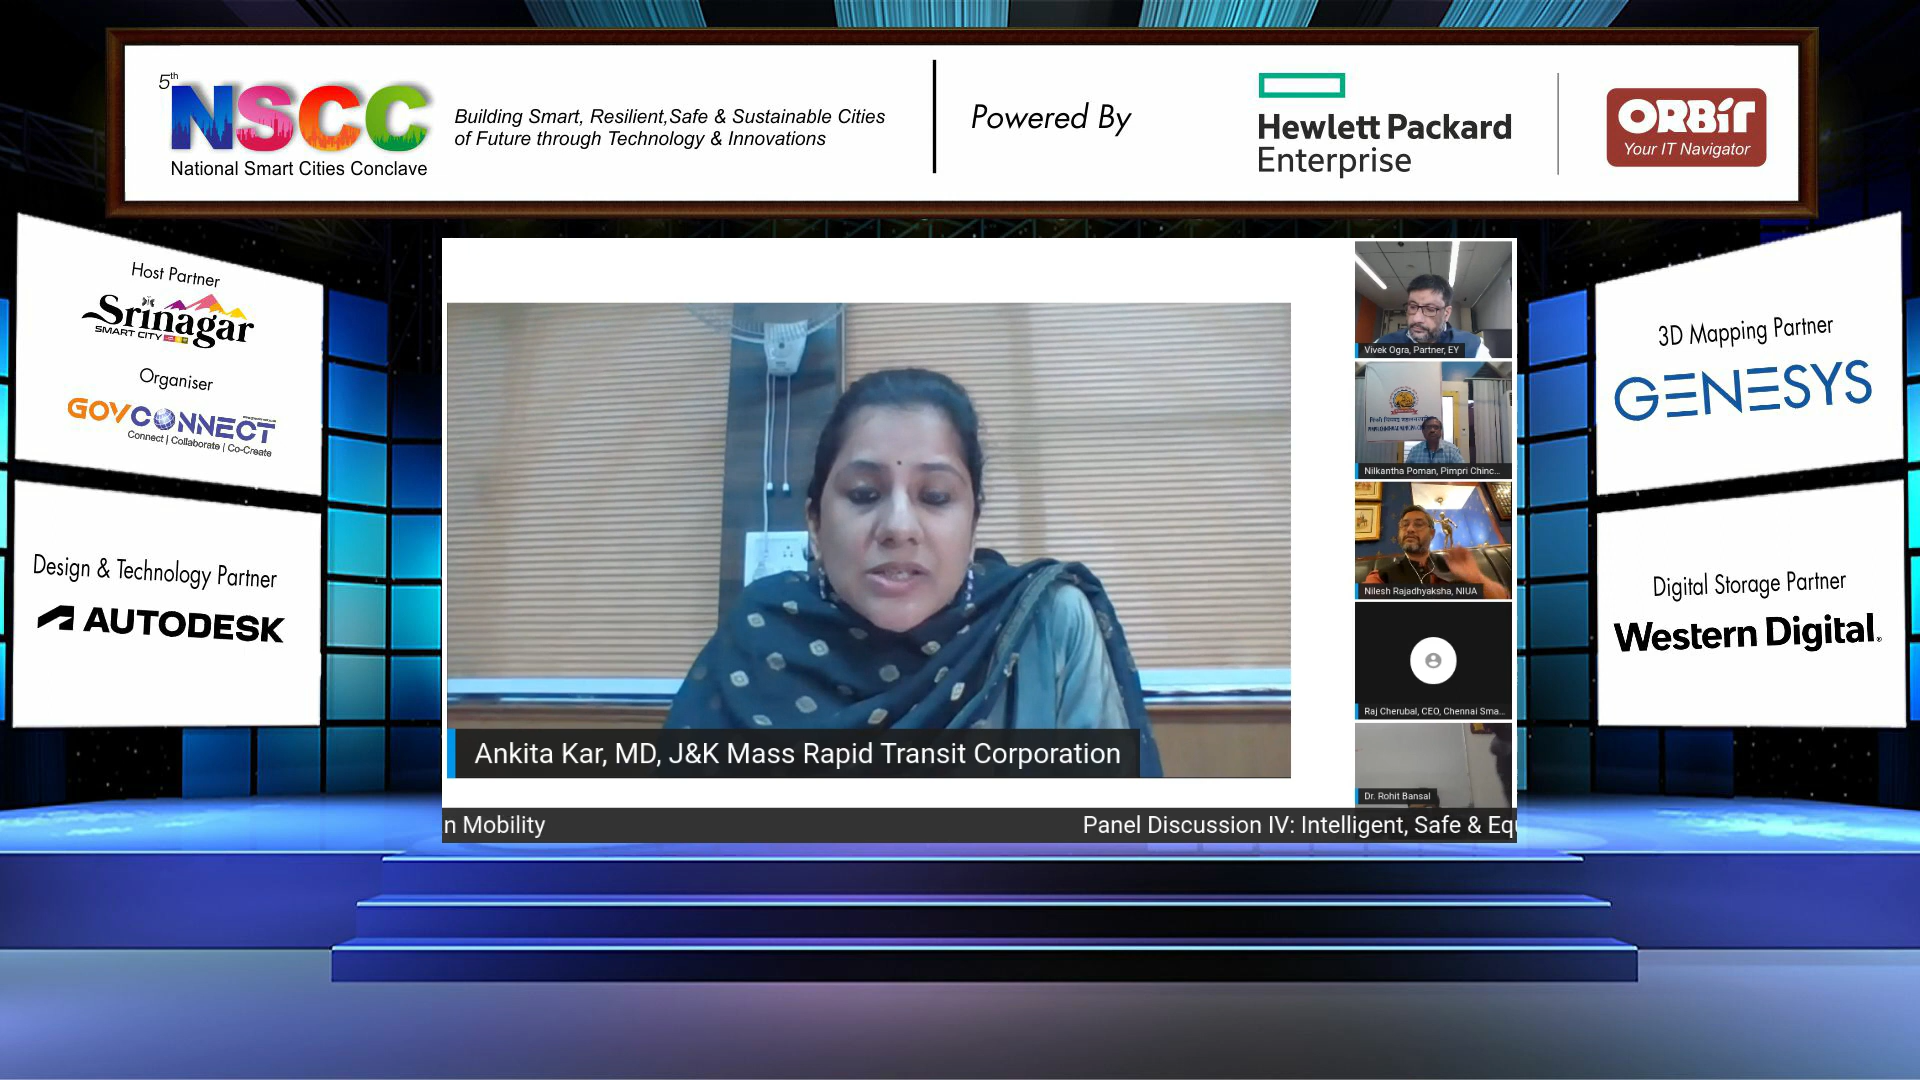 5th
NSCC
National Smart Cities Conclave
Building Smart, Resilient,Safe & Sustainable Cities
of Future through Technology & Innovations
Powered By
Hewlett Packard
Enterprise
ORBIT
Your IT Navigator
Host Partner
Srinagar
SMART CITY
Organiser
GOVCONNECT
Connect | Collaborate | Co-Create
Design & Technology Partner
AUTODESK
Ankita Kar, MD, J&K Mass Rapid Transit Corporation
n Mobility
Panel Discussion IV: Intelligent, Safe & Equ
Vivek Ogra, Partner, EY
Nilkantha Poman, Pimpri Chinc...
Nilesh Rajadhyaksha, NIUA
Raj Cherubal, CEO, Chennai Sma...
Dr. Rohit Bansal
3D Mapping Partner
GENESYS
Digital Storage Partner
Western Digital.